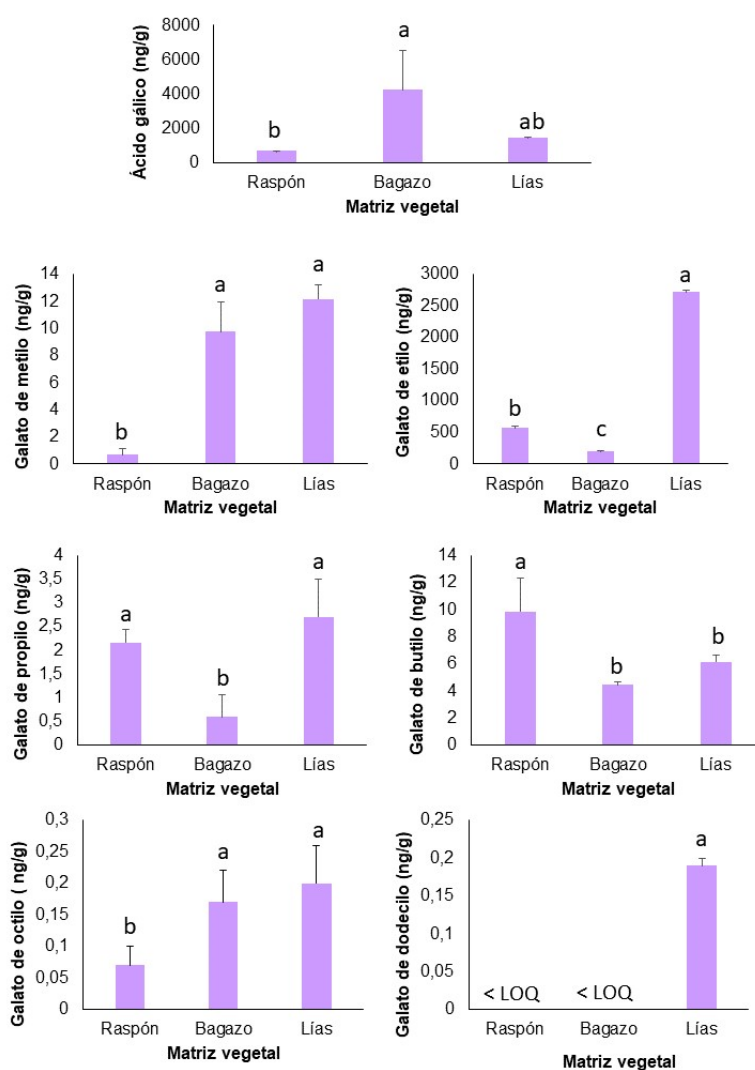 Ácido gálico (ng/g)
8000
6000
4000
2000
0
b
a
ab
Raspón
Bagazo
Lías
Matriz vegetal
Galato de metilo (ng/g)
14
12
10
8
6
4
2
0
b
a
a
Raspón
Bagazo
Lías
Matriz vegetal
Galato de etilo (ng/g)
3000
2500
2000
1500
1000
500
0
b
c
a
Raspón
Bagazo
Lías
Matriz vegetal
Galato de propilo (ng/g)
4
3,5
3
2,5
2
1,5
1
0,5
0
a
b
a
Raspón
Bagazo
Lías
Matriz vegetal
Galato de butilo (ng/g)
14
12
10
8
6
4
2
0
a
b
b
Raspón
Bagazo
Lías
Matriz vegetal
Galato de octilo ( ng/g)
0,3
0,25
0,2
0,15
0,1
0,05
0
b
a
a
Raspón
Bagazo
Lías
Matriz vegetal
Galato de dodecilo (ng/g)
0,25
0,2
0,15
0,1
0,05
0
< LOQ
< LOQ
a
Raspón
Bagazo
Lías
Matriz vegetal